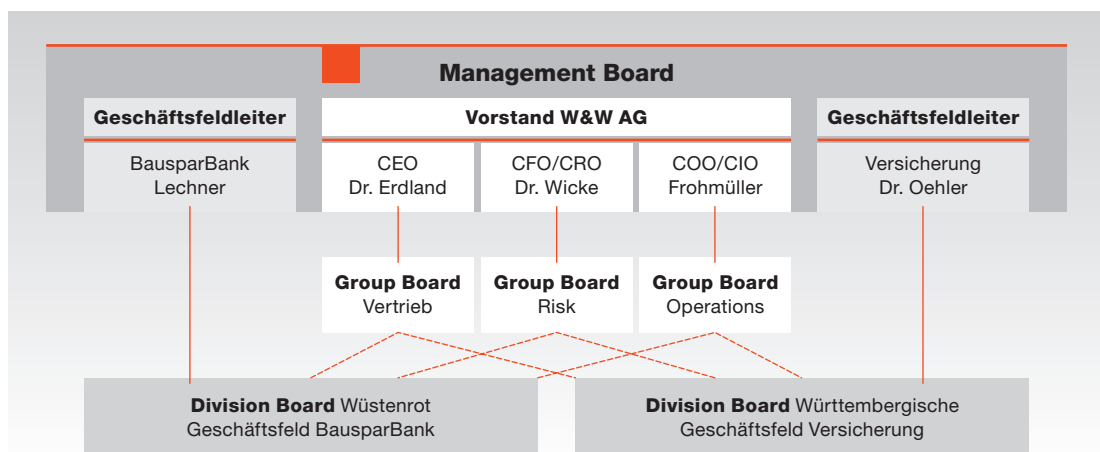 Management Board
Geschäftsfeldleiter
BausparBank
Lechner
Vorstand W&W AG
CEO
Dr. Erdland
CFO/CRO
Dr. Wicke
COO/CIO
Frohmüller
Geschäftsfeldleiter
Versicherung
Dr. Oehler
Group Board
Vertrieb
Group Board
Risk
Group Board
Operations
Division Board Wüstenrot
Geschäftsfeld BausparBank
Division Board Württembergische
Geschäftsfeld Versicherung